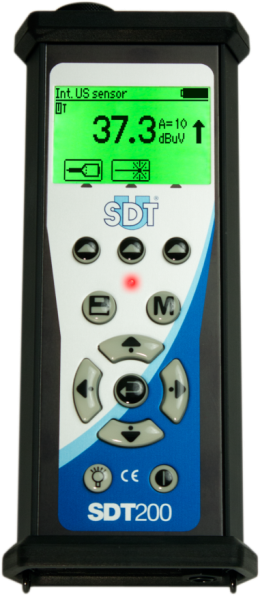 Int. US sensor
T
37.3 A=10
dBuV
SDT
E M
CE
SDT200